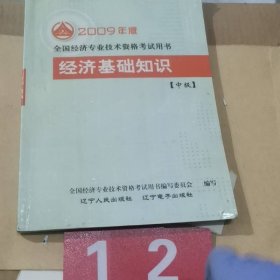 2009年版
全国经济专业技术资格考试用书
经济基础知识
【中级】
全国经济专业技术资格考试用书编写委员会 编写
辽宁人民出版社 辽宁电子出版社
12